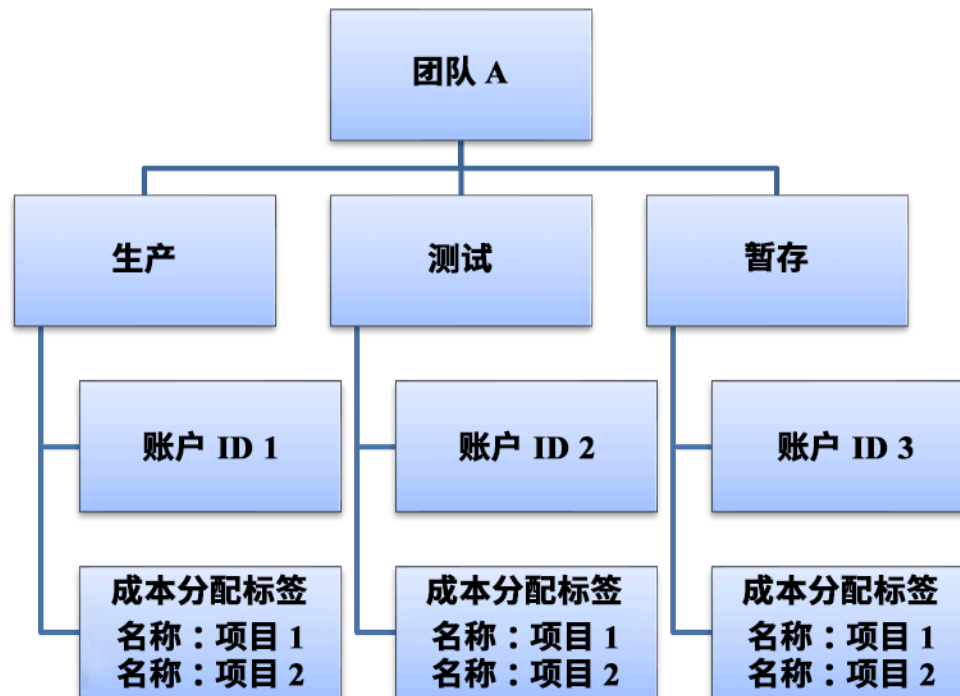 团队 A
生产
测试
暂存
账户 ID 1
账户 ID 2
账户 ID 3
成本分配标签
名称：项目 1
名称：项目 2
成本分配标签
名称：项目 1
名称：项目 2
成本分配标签
名称：项目 1
名称：项目 2